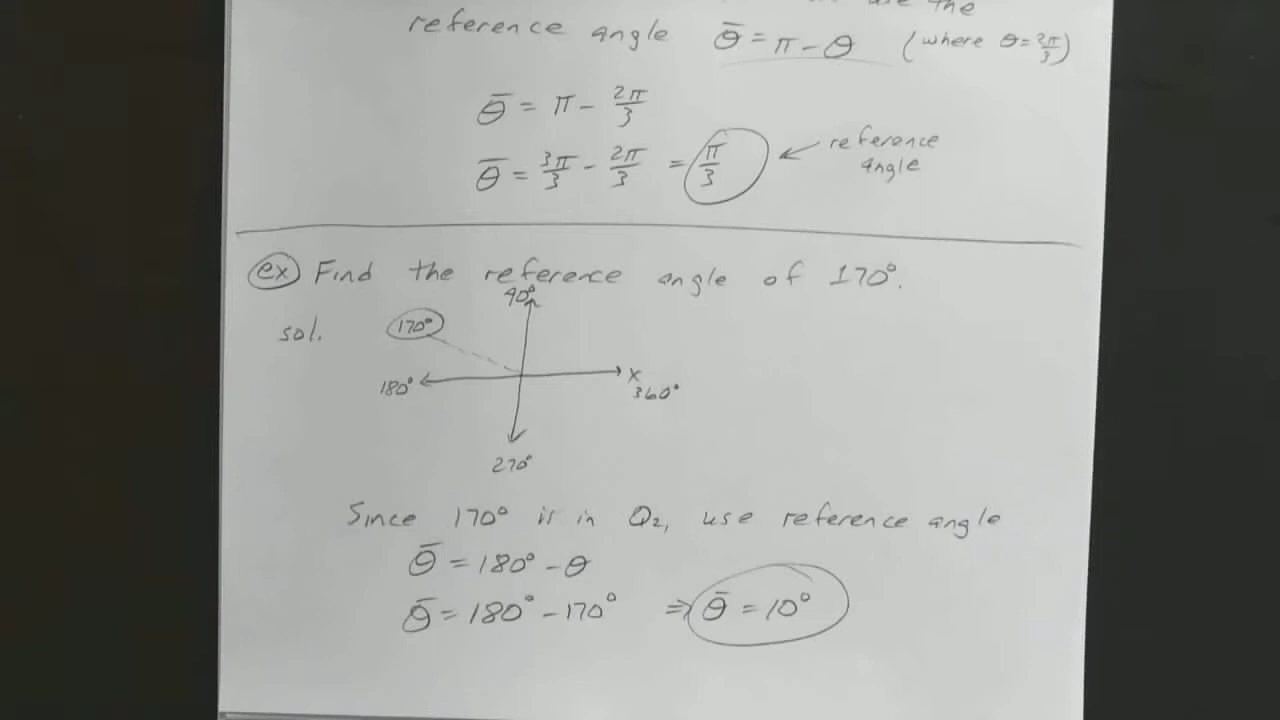 use the
reference angle θ̄ = π - θ (where θ = 2π/3)
θ̄ = π - 2π/3
θ̄ = 3π/3 - 2π/3 = π/3 ← reference angle
ex Find the reference angle of 170°.
90°
sol. 170°
180° x
360°
270°
Since 170° is in Q₂, use reference angle
θ̄ = 180° - θ
θ̄ = 180° - 170° ⇒ θ̄ = 10°